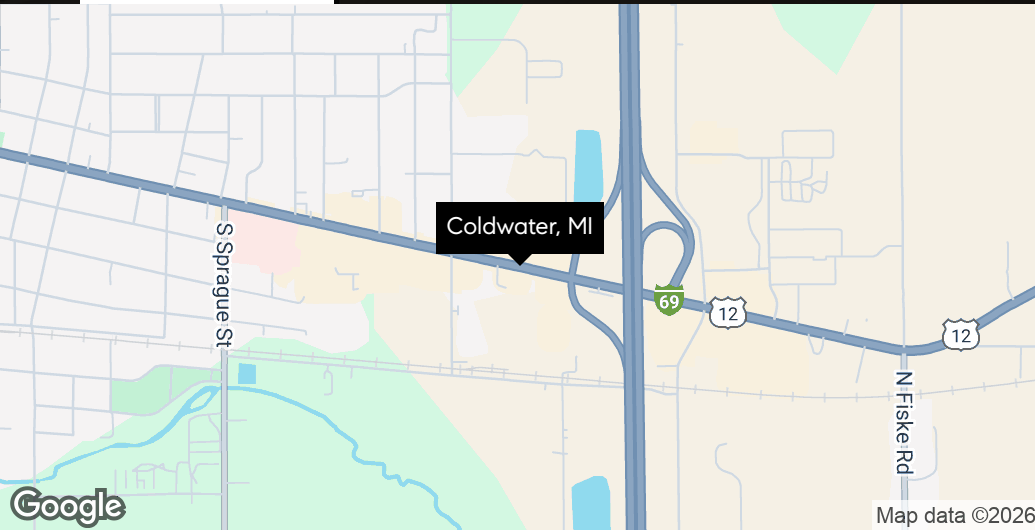 Coldwater, MI
S Sprague St
69
12
12
N Fiske Rd
Google
Map data ©2026